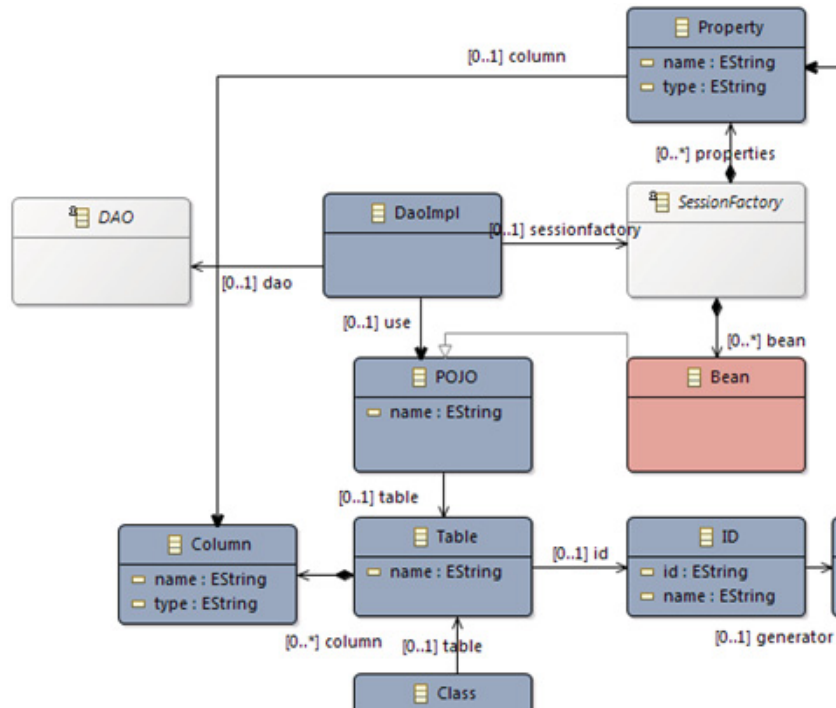 Property
name : EString
type : EString
[0..1] column
[0..*] properties
DAO
DaoImpl
SessionFactory
[0..1] sessionfactory
[0..1] dao
[0..1] use
[0..*] bean
POJO
name : EString
Bean
[0..1] table
Column
name : EString
type : EString
Table
name : EString
[0..1] id
ID
id : EString
name : EString
[0..*] column
[0..1] table
[0..1] generator
Class